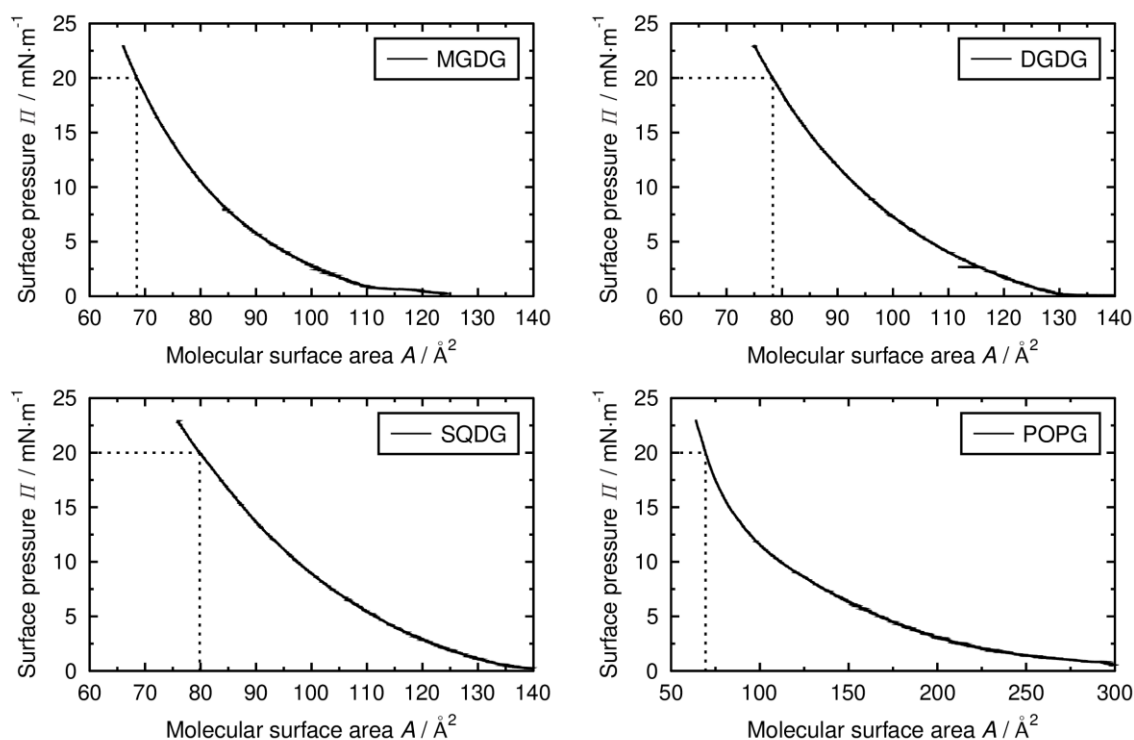 Surface pressure Π / mN·m⁻¹
25
20
15
10
5
0
MGDG
60 70 80 90 100 110 120 130 140
Molecular surface area A / Å²
Surface pressure Π / mN·m⁻¹
25
20
15
10
5
0
DGDG
60 70 80 90 100 110 120 130 140
Molecular surface area A / Å²
Surface pressure Π / mN·m⁻¹
25
20
15
10
5
0
SQDG
60 70 80 90 100 110 120 130 140
Molecular surface area A / Å²
Surface pressure Π / mN·m⁻¹
25
20
15
10
5
0
POPG
50 100 150 200 250 300
Molecular surface area A / Å²